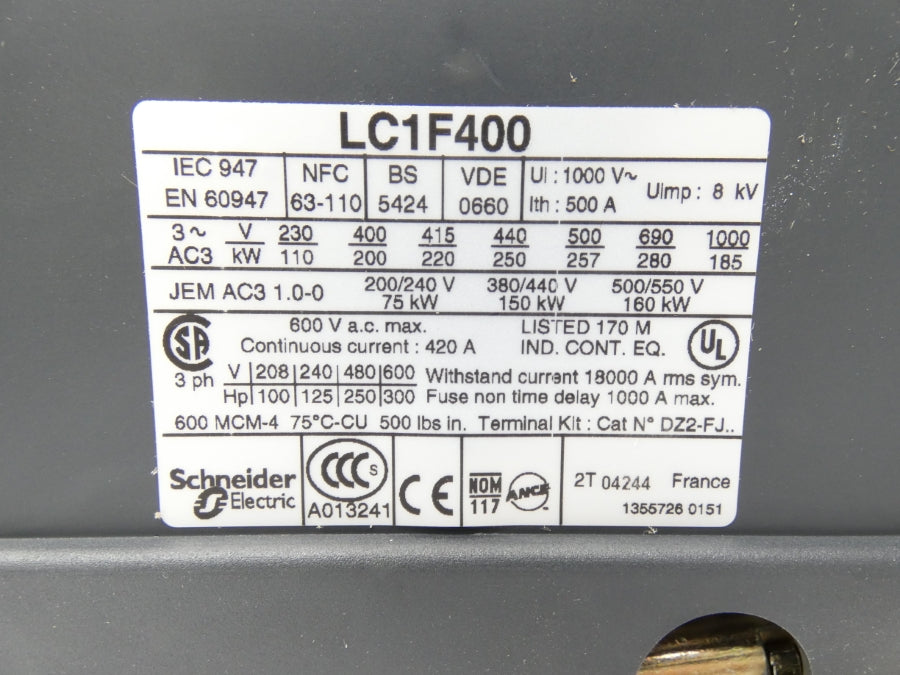 LC1F400
IEC 947
EN 60947
NFC
63-110
BS
5424
VDE
0660
Ui : 1000 V~
Ith : 500 A
Uimp : 8 kV
3~ V 230 400 415 440 500 690 1000
AC3 kW 110 200 220 250 257 280 185
JEM AC3 1.0-0
200/240 V
75 kW
380/440 V
150 kW
500/550 V
160 kW
SA
600 V a.c. max.
Continuous current : 420 A
LISTED 170 M
IND. CONT. EQ.
UL
3 ph
V 208 240 480 600
Hp 100 125 250 300
Withstand current 18000 A rms sym.
Fuse non time delay 1000 A max.
600 MCM-4 75°C-CU 500 lbs in. Terminal Kit : Cat N° DZ2-FJ..
Schneider
Electric
CCC S
A013241
CE
NOM
117
ANCE
2T 04244 France
1355726 0151